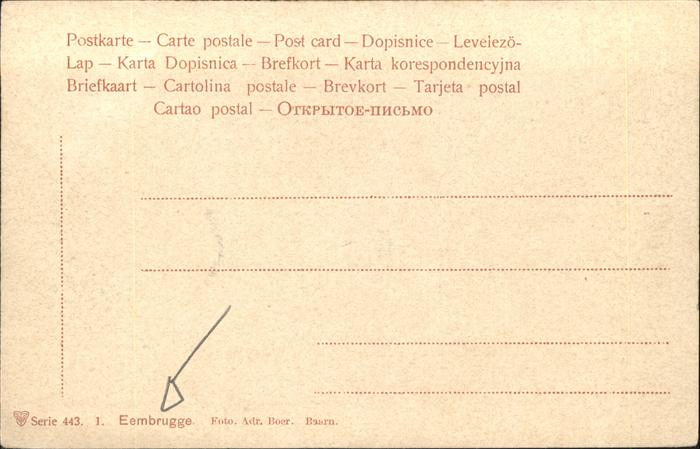 Postkarte — Carte postale — Post card — Dopisnice — Leveiezö-
Lap — Karta Dopisnica — Brefkort — Karta korespondencyjna
Briefkaart — Cartolina postale — Brevkort — Tarjeta postal
Cartao postal — Открытое-письмо
Serie 443. 1. Eembrugge. Foto. Adr. Boer. Baarn.